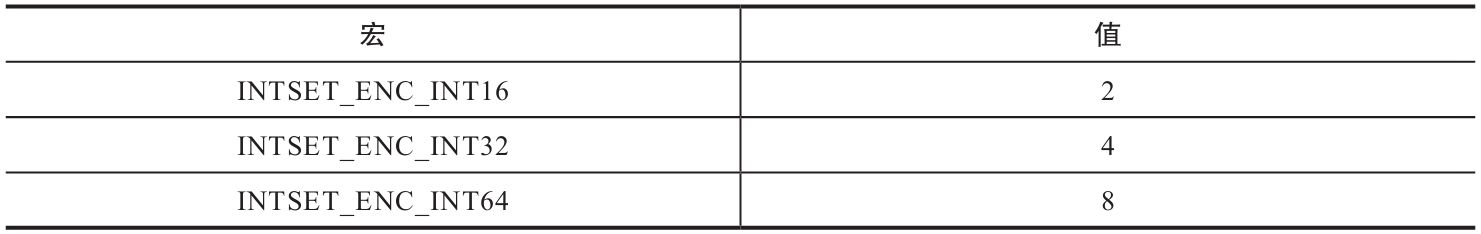 宏 值
INTSET_ENC_INT16 2
INTSET_ENC_INT32 4
INTSET_ENC_INT64 8